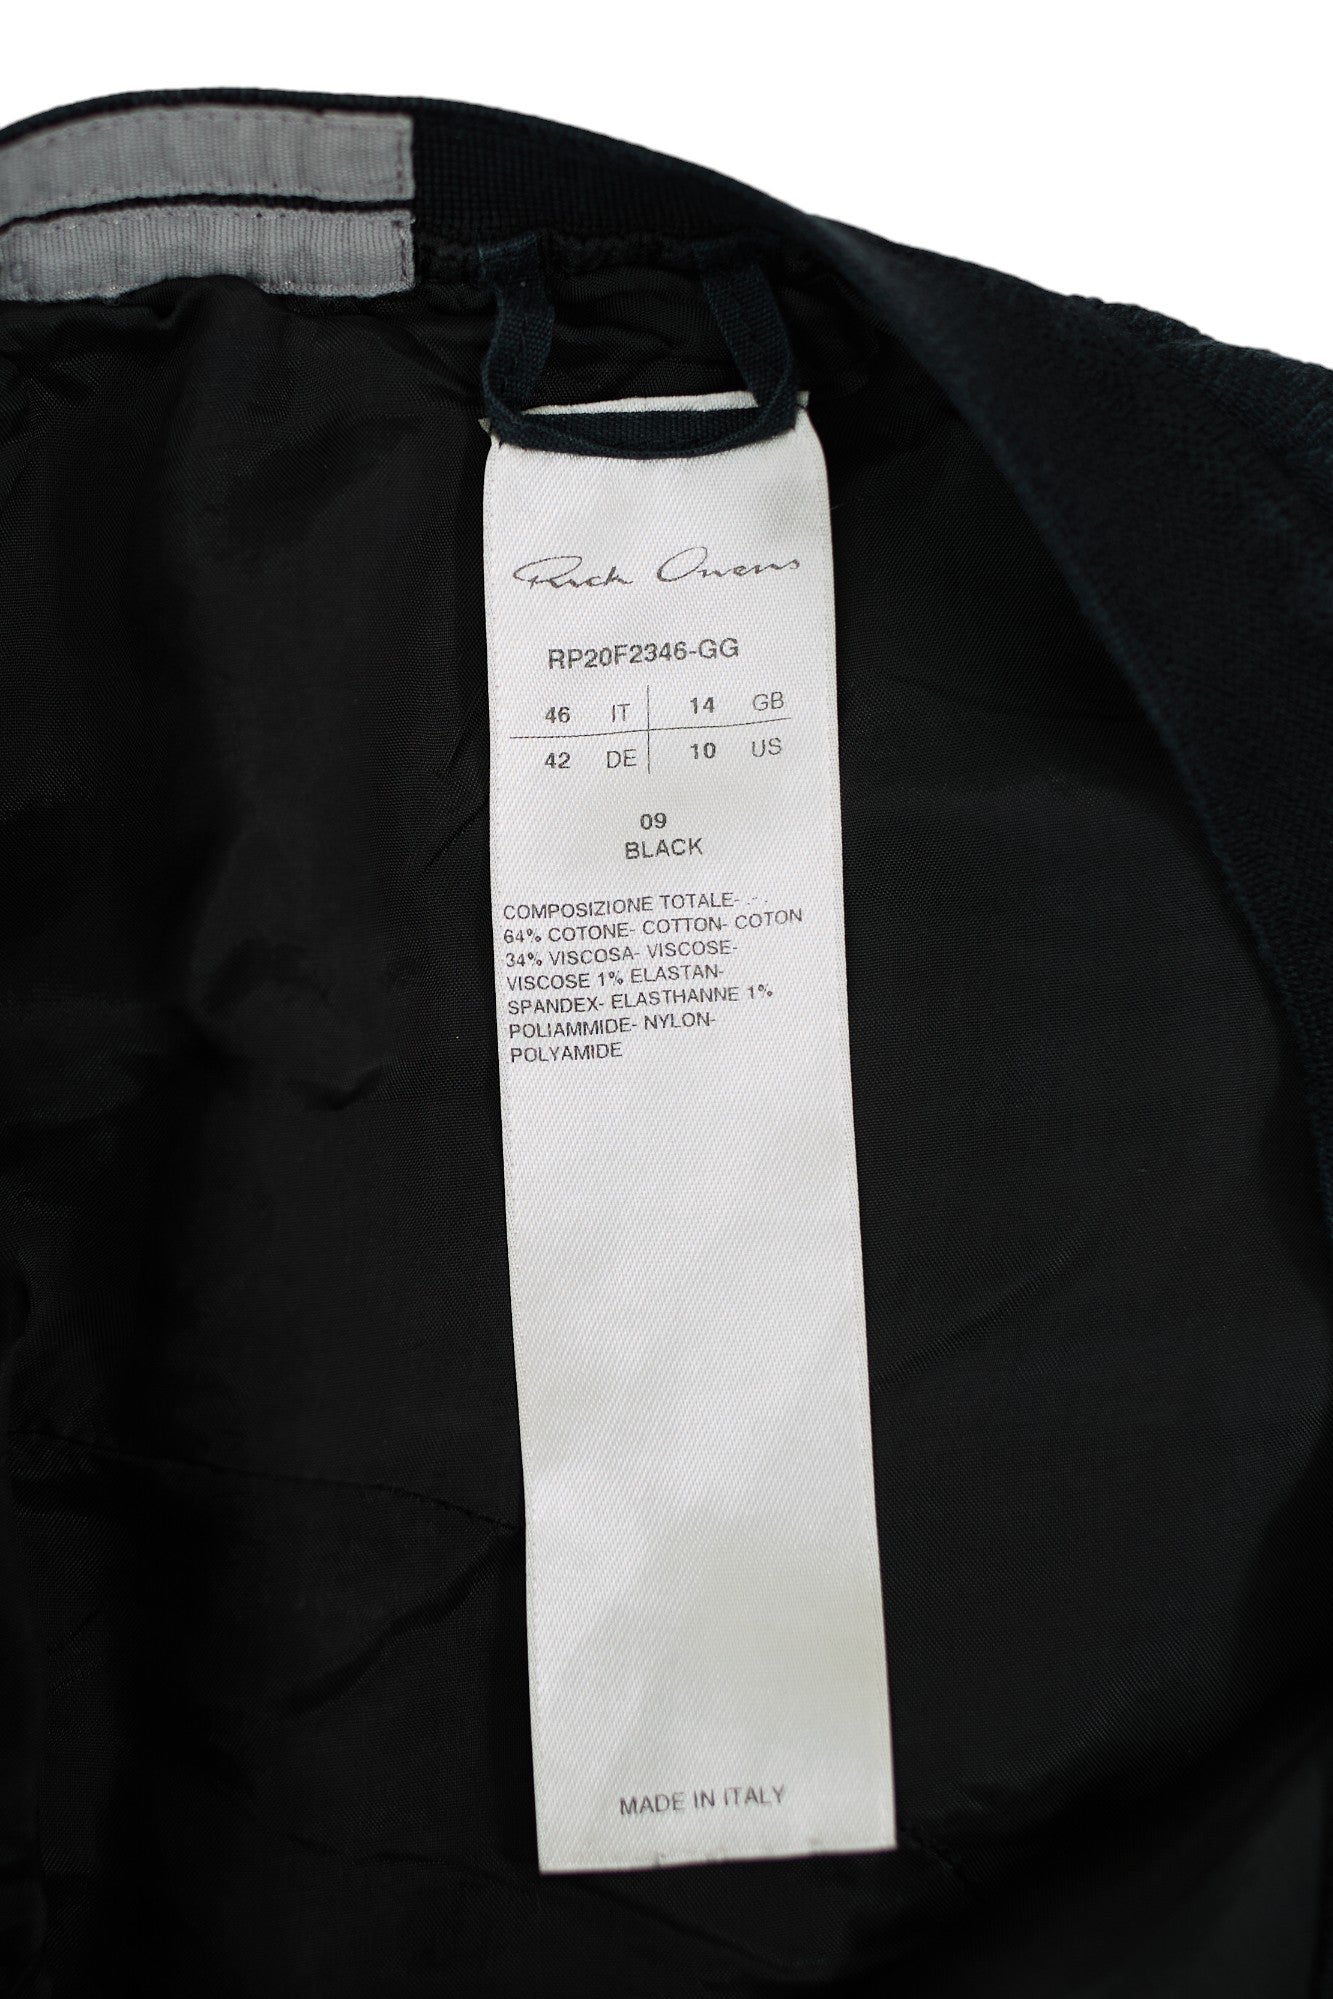 Rick Owens
RP20F2346-GG
46 IT 14 GB
42 DE 10 US
09
BLACK
COMPOSIZIONE TOTALE- .- .
64% COTONE- COTTON- COTON
34% VISCOSA- VISCOSE-
VISCOSE 1% ELASTAN-
SPANDEX- ELASTHANNE 1%
POLIAMMIDE- NYLON-
POLYAMIDE
MADE IN ITALY